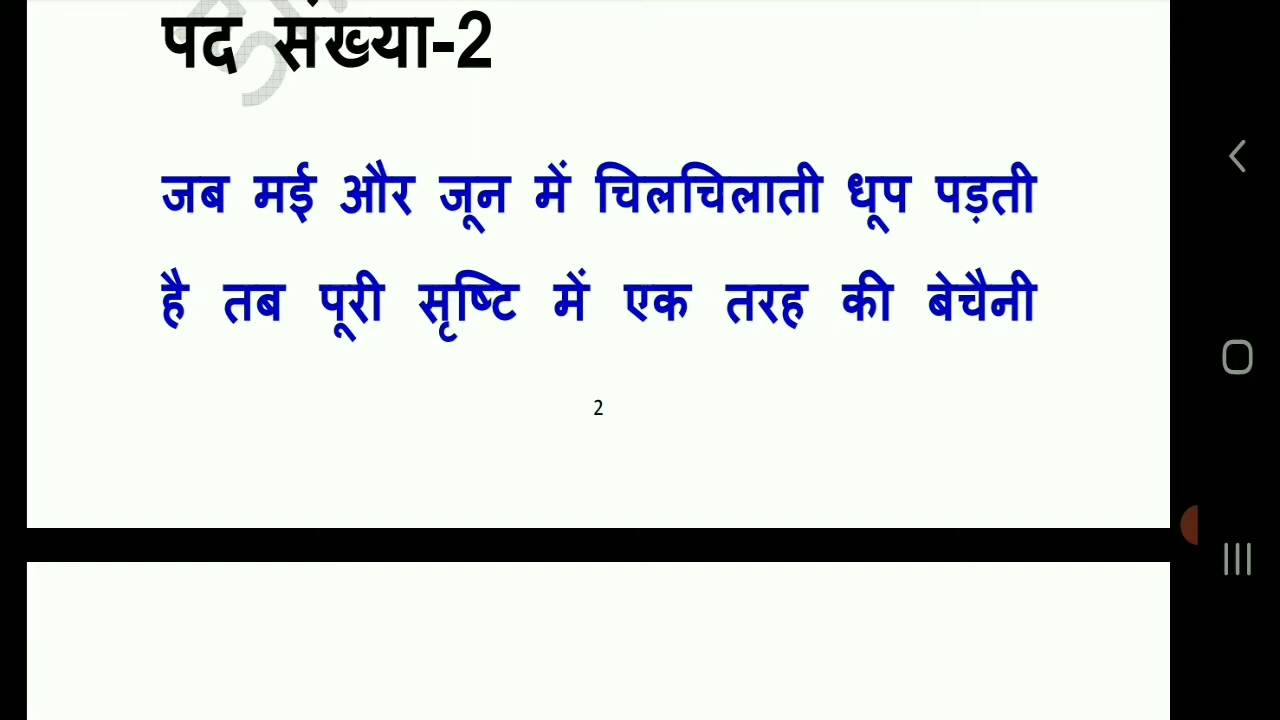 पद संख्या-2
जब मई और जून में चिलचिलाती धूप पड़ती
है तब पूरी सृष्टि में एक तरह की बेचैनी
2